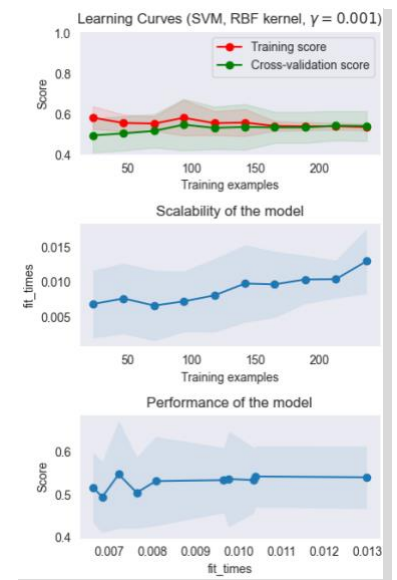 Learning Curves (SVM, RBF kernel, γ = 0.001)
1.0
Training score
Cross-validation score
0.8
Score
0.6
0.4
50 100 150 200
Training examples
Scalability of the model
0.015
fit_times
0.010
0.005
50 100 150 200
Training examples
Performance of the model
0.6
Score
0.5
0.4
0.007 0.008 0.009 0.010 0.011 0.012 0.013
fit_times